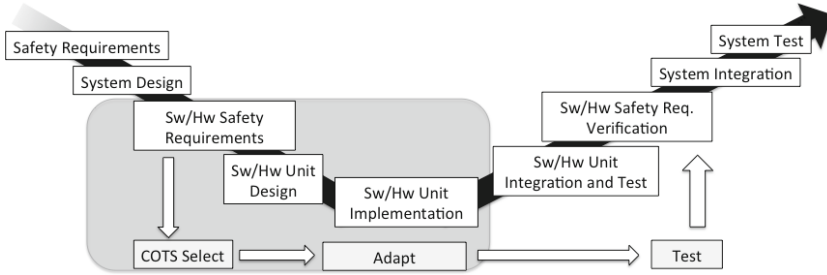 Safety Requirements
System Design
Sw/Hw Safety
Requirements
Sw/Hw Unit
Design
Sw/Hw Unit
Implementation
Sw/Hw Unit
Integration and Test
Sw/Hw Safety Req.
Verification
System Integration
System Test
COTS Select
Adapt
Test